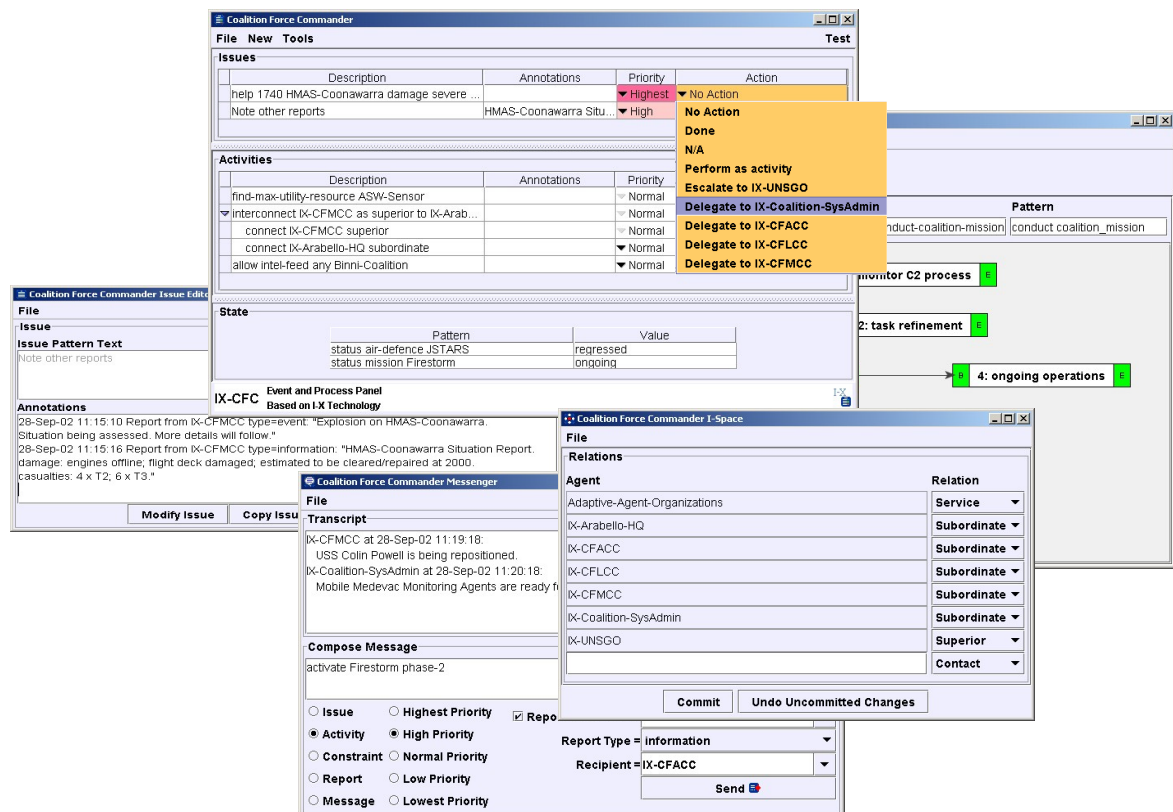 Coalition Force Commander
File New Tools Test
Issues
Description Annotations Priority Action
help 1740 HMAS-Coonawarra damage severe ... Highest No Action
Note other reports HMAS-Coonawarra Situ... High
No Action
Done
N/A
Perform as activity
Escalate to IX-UNSGO
Delegate to IX-Coalition-SysAdmin
Delegate to IX-CFACC
Delegate to IX-CFLCC
Delegate to IX-CFMCC
Activities
Description Annotations Priority
find-max-utility-resource ASW-Sensor Normal
interconnect IX-CFMCC as superior to IX-Arab... Normal
connect IX-CFMCC superior Normal
connect IX-Arabello-HQ subordinate Normal
allow intel-feed any Binni-Coalition Normal
State
Pattern Value
status air-defence JSTARS regressed
status mission Firestorm ongoing
IX-CFC Event and Process Panel
Based on I-X Technology
I-X
Pattern
conduct coalition_mission
C2 process E
2: task refinement E
B 4: ongoing operations E
Coalition Force Commander Issue
File
Issue
Issue Pattern Text
Note other reports
Annotations
28-Sep-02 11:15:10 Report from IX-CFMCC type=event: "Explosion on HMAS-Coonawarra.
Situation being assessed. More details will follow."
28-Sep-02 11:15:16 Report from IX-CFMCC type=information: "HMAS-Coonawarra Situation Report.
damage: engines offline; flight deck damaged; estimated to be cleared/repaired at 2000.
casualties: 4 x T2; 6 x T3."
Modify Issue Copy
Coalition Force Commander Messenger
File
Transcript
IX-CFMCC at 28-Sep-02 11:19:18:
USS Colin Powell is being repositioned.
IX-Coalition-SysAdmin at 28-Sep-02 11:20:18:
Mobile Medevac Monitoring Agents are ready
Compose Message
activate Firestorm phase-2
Issue Highest Priority
Activity High Priority
Constraint Normal Priority
Report Low Priority
Message Lowest Priority
Report Type = information
Recipient = IX-CFACC
Send
Coalition Force Commander I-Space
File
Relations
Agent Relation
Adaptive-Agent-Organizations Service
IX-Arabello-HQ Subordinate
IX-CFACC Subordinate
IX-CFLCC Subordinate
IX-CFMCC Subordinate
IX-Coalition-SysAdmin Subordinate
IX-UNSGO Superior
Contact
Commit Undo Uncommitted Changes